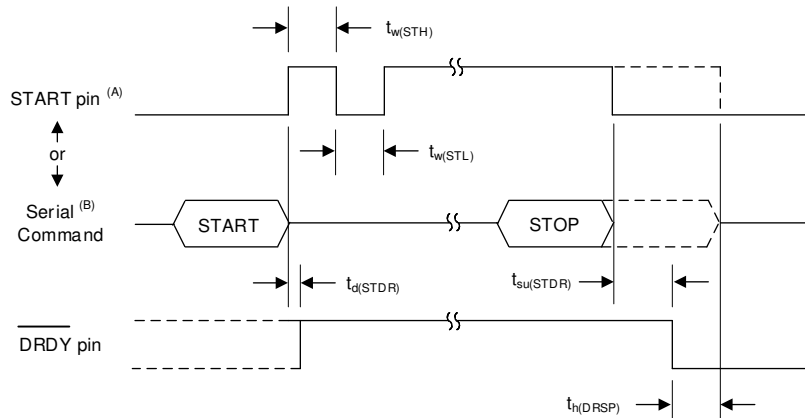 tw(STH)
START pin (A)
or
tw(STL)
Serial (B)
Command
START
STOP
td(STDR)
tsu(STDR)
DRDY pin
th(DRSP)